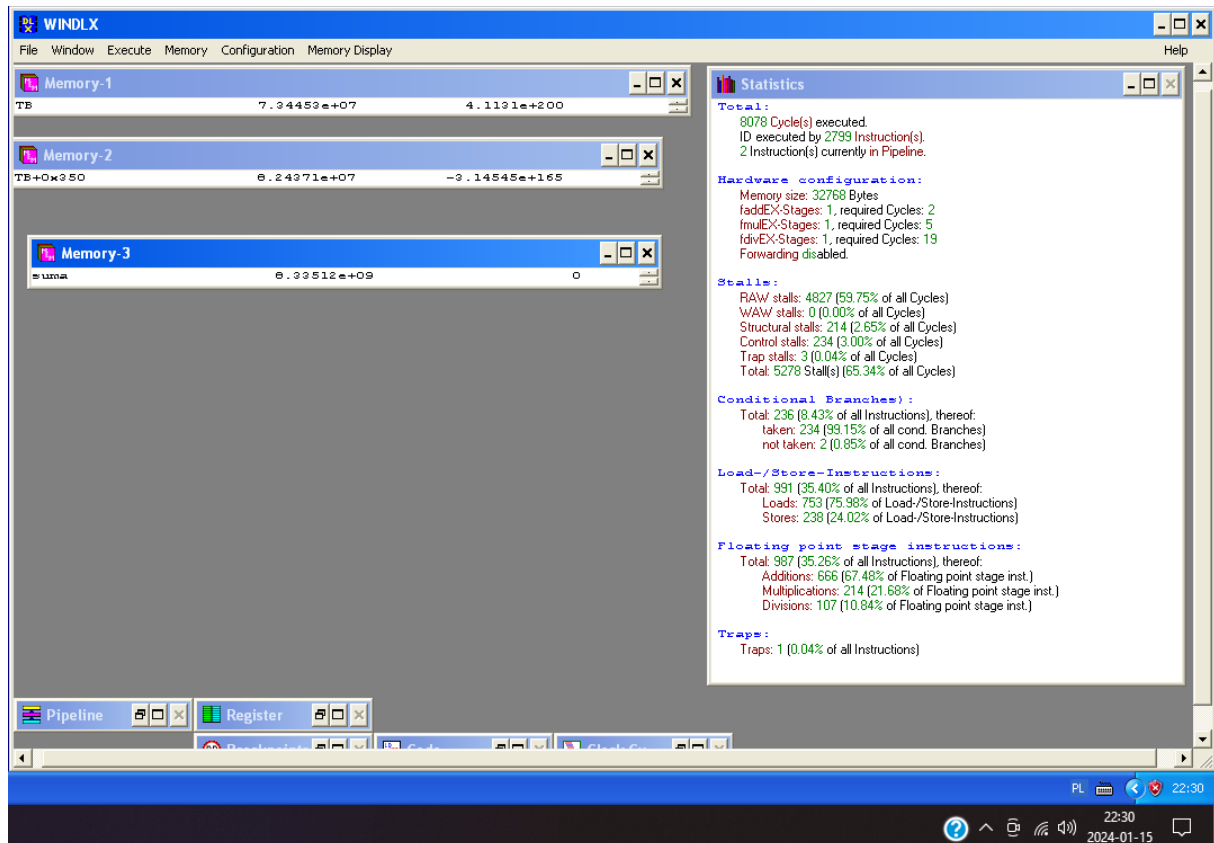 WINDLX
File Window Execute Memory Configuration Memory Display Help
Memory-1
TB 7.34453e+07 4.1131e+200
Memory-2
TB+0x350 8.24371e+07 -3.14545e+165
Memory-3
suma 8.33512e+09 0
Statistics
Total:
8078 Cycle(s) executed.
ID executed by 2799 Instruction(s).
2 Instruction(s) currently in Pipeline.
Hardware configuration:
Memory size: 32768 Bytes
faddEX-Stages: 1, required Cycles: 2
fmulEX-Stages: 1, required Cycles: 5
fdivEX-Stages: 1, required Cycles: 19
Forwarding disabled.
Stalls:
RAW stalls: 4827 (59.75% of all Cycles)
WAW stalls: 0 (0.00% of all Cycles)
Structural stalls: 214 (2.65% of all Cycles)
Control stalls: 234 (3.00% of all Cycles)
Trap stalls: 3 (0.04% of all Cycles)
Total: 5278 Stall(s) (65.34% of all Cycles)
Conditional Branches):
Total: 236 (8.43% of all Instructions), thereof:
taken: 234 (99.15% of all cond. Branches)
not taken: 2 (0.85% of all cond. Branches)
Load-/Store-Instructions:
Total: 991 (35.40% of all Instructions), thereof:
Loads: 753 (75.98% of Load-/Store-Instructions)
Stores: 238 (24.02% of Load-/Store-Instructions)
Floating point stage instructions:
Total: 987 (35.26% of all Instructions), thereof:
Additions: 666 (67.48% of Floating point stage inst.)
Multiplications: 214 (21.68% of Floating point stage inst.)
Divisions: 107 (10.84% of Floating point stage inst.)
Traps:
Traps: 1 (0.04% of all Instructions)
Pipeline
Register
PL 22:30
22:30
2024-01-15